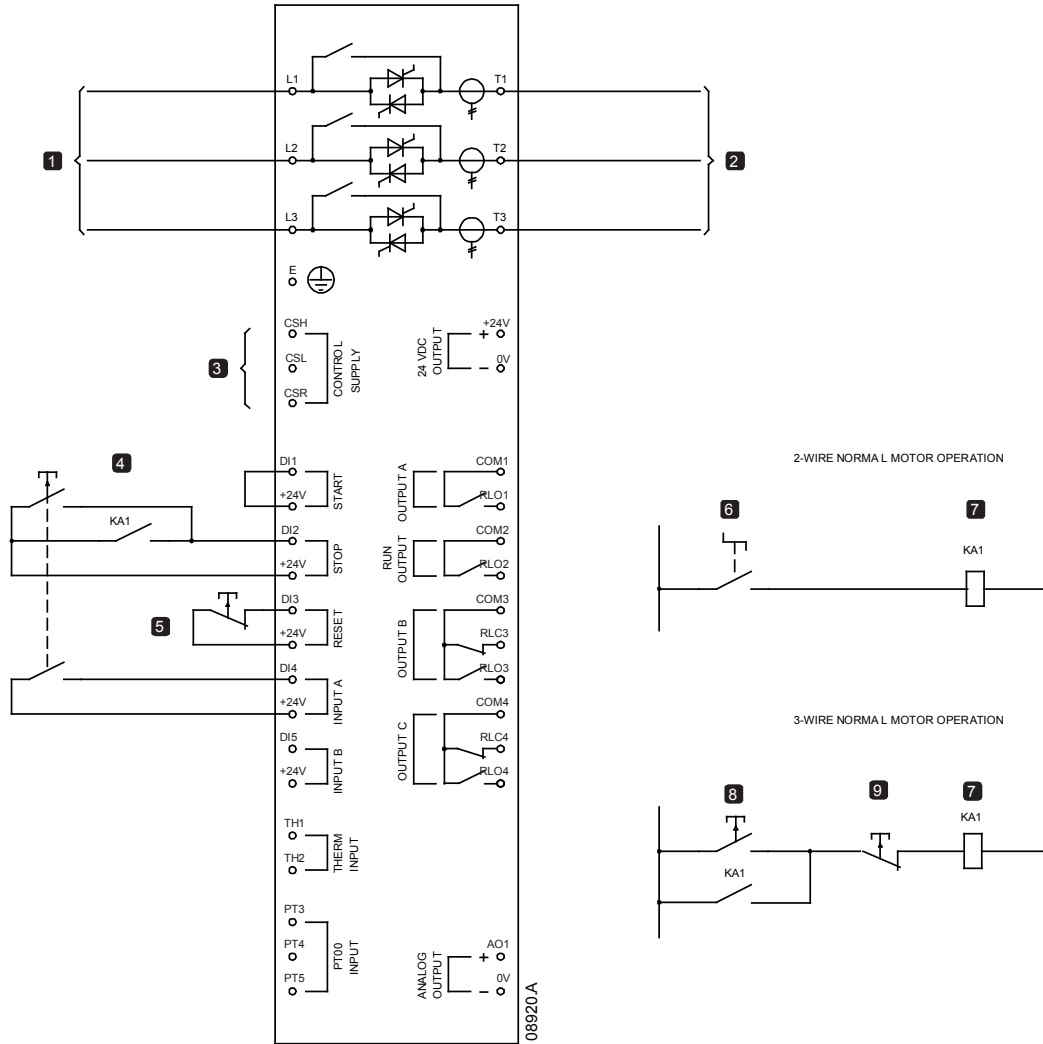 L1
T1
1
L2
T2
2
L3
T3
E
CSH
+24V
3
CSL
CONTROL
SUPPLY
24 VDC
OUTPUT
+
-
0V
CSR
4
DI1
START
OUTPUT A
COM1
2-WIRE NORMAL MOTOR OPERATION
+24V
RLO1
6
7
KA1
DI2
STOP
RUN
OUTPUT
COM2
KA1
+24V
RLO2
5
DI3
RESET
COM3
+24V
OUTPUT B
RLC3
DI4
INPUT A
RLO3
+24V
COM4
3-WIRE NORMAL MOTOR OPERATION
DI5
INPUT B
OUTPUT C
RLC4
+24V
RLO4
8
9
7
TH1
THERM
INPUT
KA1
TH2
KA1
PT3
PT4
PT00
INPUT
ANALOG
OUTPUT
AO1
+
PT5
0V
-
08920.A